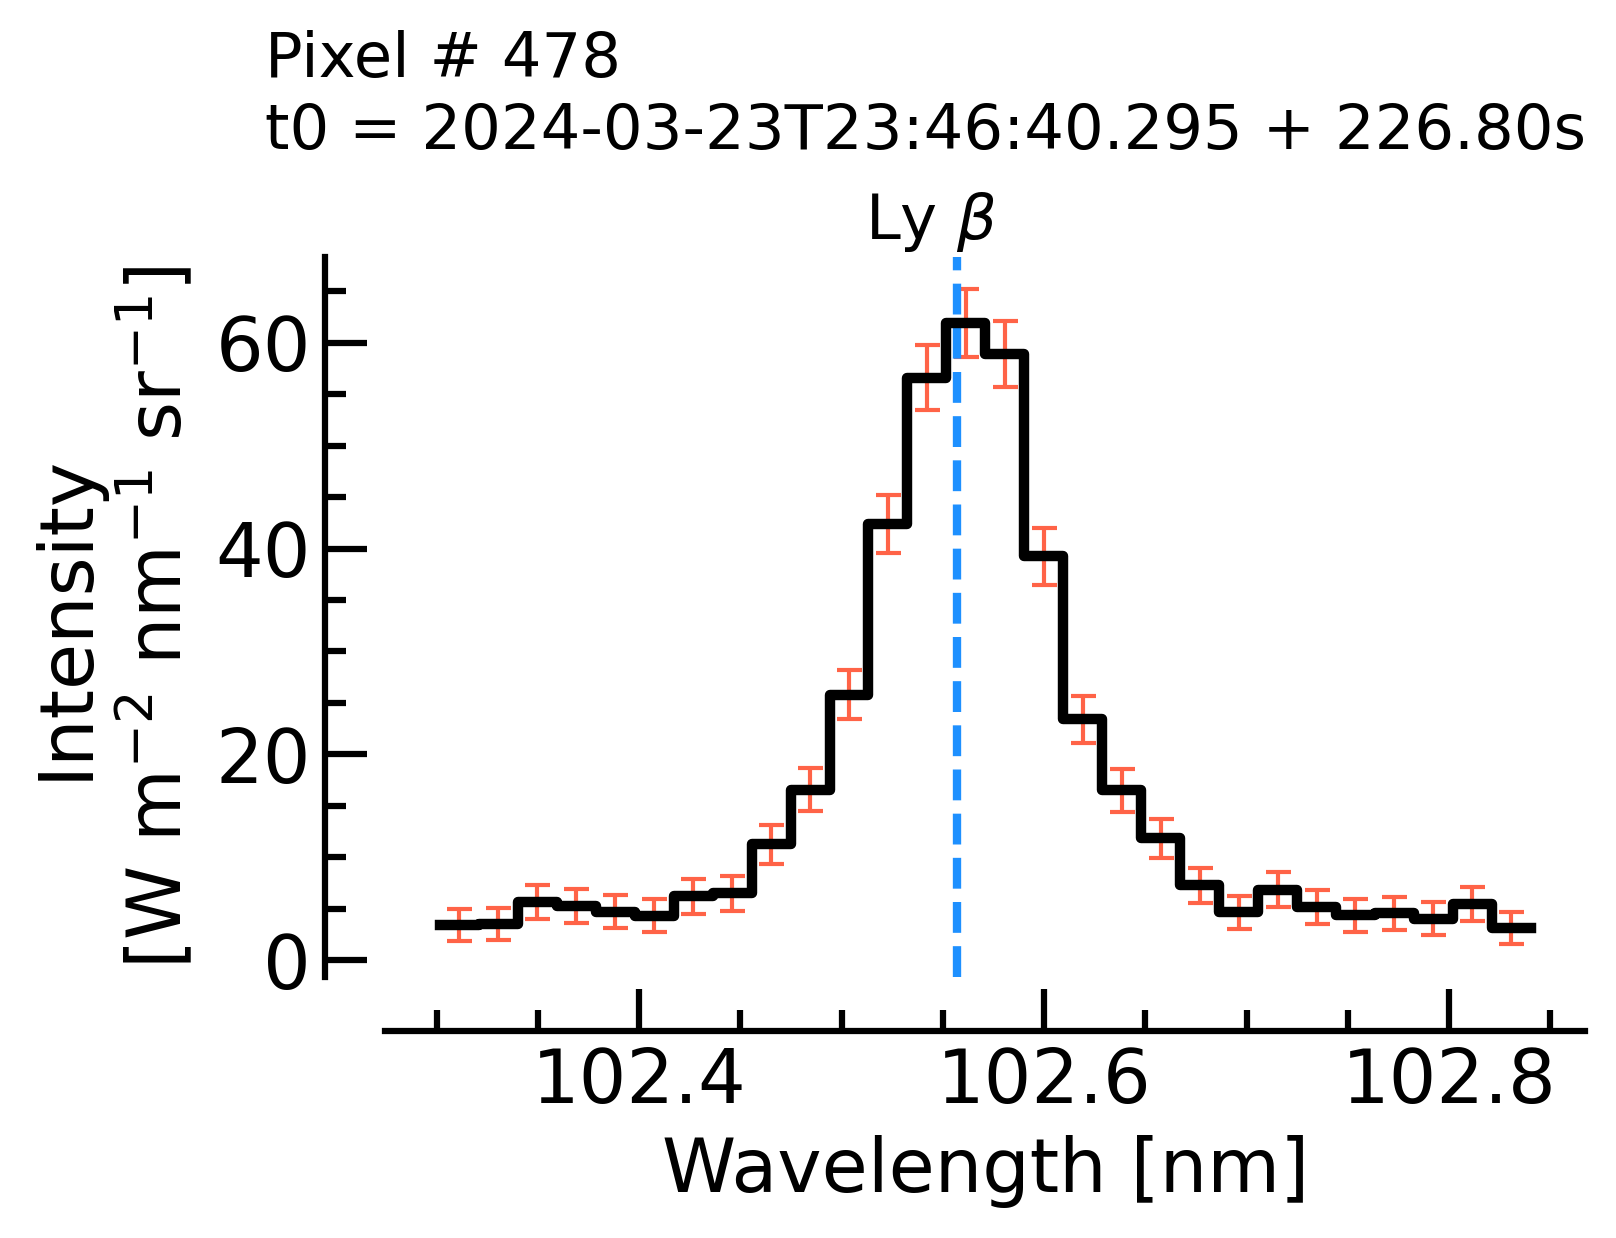 Pixel # 478
t0 = 2024-03-23T23:46:40.295 + 226.80s
Ly β
Intensity
[W m⁻² nm⁻¹ sr⁻¹]
60
40
20
0
102.4 102.6 102.8
Wavelength [nm]